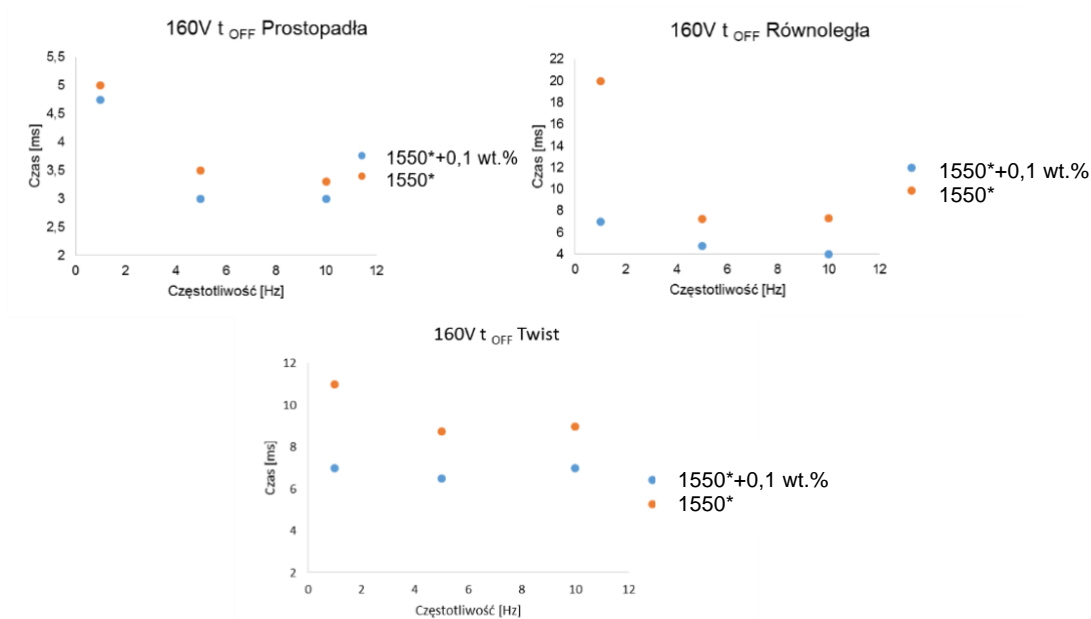 160V t OFF Prostopadła
5,5
5
4,5
4
3,5
3
2,5
2
0 2 4 6 8 10 12
Czas [ms]
Częstotliwość [Hz]
1550*+0,1 wt.%
1550*
160V t OFF Równoległa
22
20
18
16
14
12
10
8
6
4
0 2 4 6 8 10 12
Czas [ms]
Częstotliwość [Hz]
1550*+0,1 wt.%
1550*
160V t OFF Twist
12
10
8
6
4
2
0 2 4 6 8 10 12
Czas [ms]
Częstotliwość [Hz]
1550*+0,1 wt.%
1550*